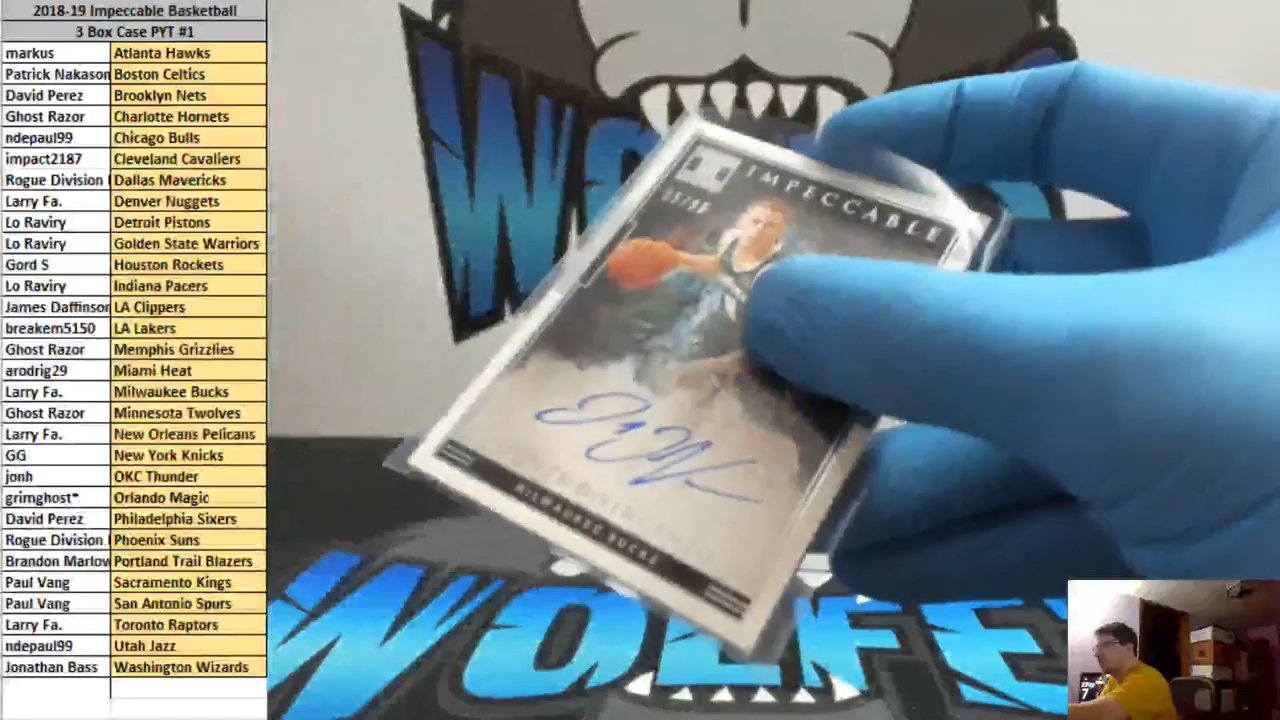 2018-19 Impeccable Basketball
3 Box Case PYT #1
markus Atlanta Hawks
Patrick Nakason Boston Celtics
David Perez Brooklyn Nets
Ghost Razor Charlotte Hornets
ndepaul99 Chicago Bulls
impact2187 Cleveland Cavaliers
Rogue Division Dallas Mavericks
Larry Fa. Denver Nuggets
Lo Raviry Detroit Pistons
Lo Raviry Golden State Warriors
Gord S Houston Rockets
Lo Raviry Indiana Pacers
James Daffinson LA Clippers
breakem5150 LA Lakers
Ghost Razor Memphis Grizzlies
arodrig29 Miami Heat
Larry Fa. Milwaukee Bucks
Ghost Razor Minnesota Twolves
Larry Fa. New Orleans Pelicans
GG New York Knicks
jonh OKC Thunder
grimghost* Orlando Magic
David Perez Philadelphia Sixers
Rogue Division Phoenix Suns
Brandon Marlow Portland Trail Blazers
Paul Vang Sacramento Kings
Paul Vang San Antonio Spurs
Larry Fa. Toronto Raptors
ndepaul99 Utah Jazz
Jonathan Bass Washington Wizards
IMPECCABLE
MILWAUKEE BUCKS
WOLFE